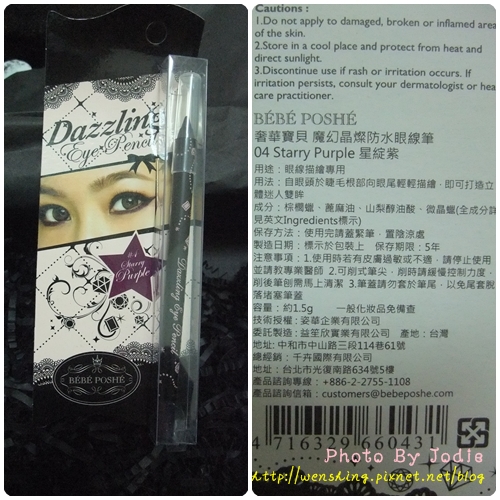 Dazzling
Eye Pencil
04
Starry
Purple
Dazzling Eye Pencil
BÉBÉ POSHÉ
Cautions :
1.Do not apply to damaged, broken or inflamed areas
of the skin.
2.Store in a cool place and protect from heat and
direct sunlight.
3.Discontinue use if rash or irritation occurs. If
irritation persists, consult your dermatologist or hea
care practitioner.
BÉBÉ POSHÉ
奢華寶貝 魔幻晶燦防水眼線筆
04 Starry Purple 星綻紫
用途：眼線描繪專用
用法：自眼頭於睫毛根部向眼尾輕輕描繪，即可打造立
體迷人雙眸
成分：棕櫚蠟、蓖麻油、山梨醇油酸、微晶蠟(全成分詳
見英文Ingredients標示)
保存方法：使用完請蓋緊筆，置陰涼處
製造日期：標示於包裝上 保存期限：5年
注意事項：1.使用時若有皮膚過敏或不適，請停止使用
並請教專業醫師 2.可削式筆尖，削時請緩慢控制力度，
削後筆創需馬上清潔 3.筆蓋請勿套於筆尾，以免尾套脫
落堵塞筆蓋
容量：約1.5g 一般化妝品免備查
技術授權：姿華企業有限公司
委託製造：益笙欣實業有限公司 產地：台灣
地址：中和市中山路三段114巷61號
總經銷：千卉國際有限公司
地址：台北市光復南路634號5樓
產品諮詢專線：+886-2-2755-1108
產品諮詢信箱：customers@bebeposhe.com
4 716329 660431
Photo By Jodie
http://wenshing.pixnet.net/blog